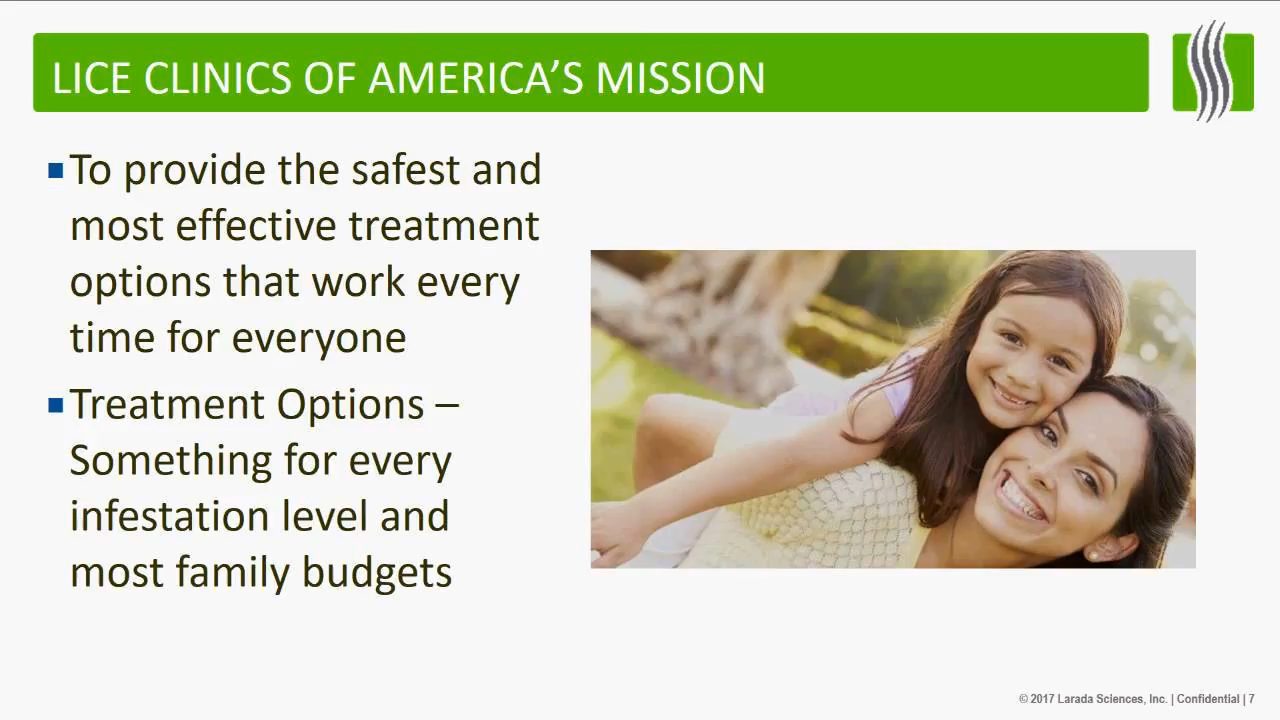 LICE CLINICS OF AMERICA’S MISSION
To provide the safest and
most effective treatment
options that work every
time for everyone
Treatment Options –
Something for every
infestation level and
most family budgets
© 2017 Larada Sciences, Inc. | Confidential | 7